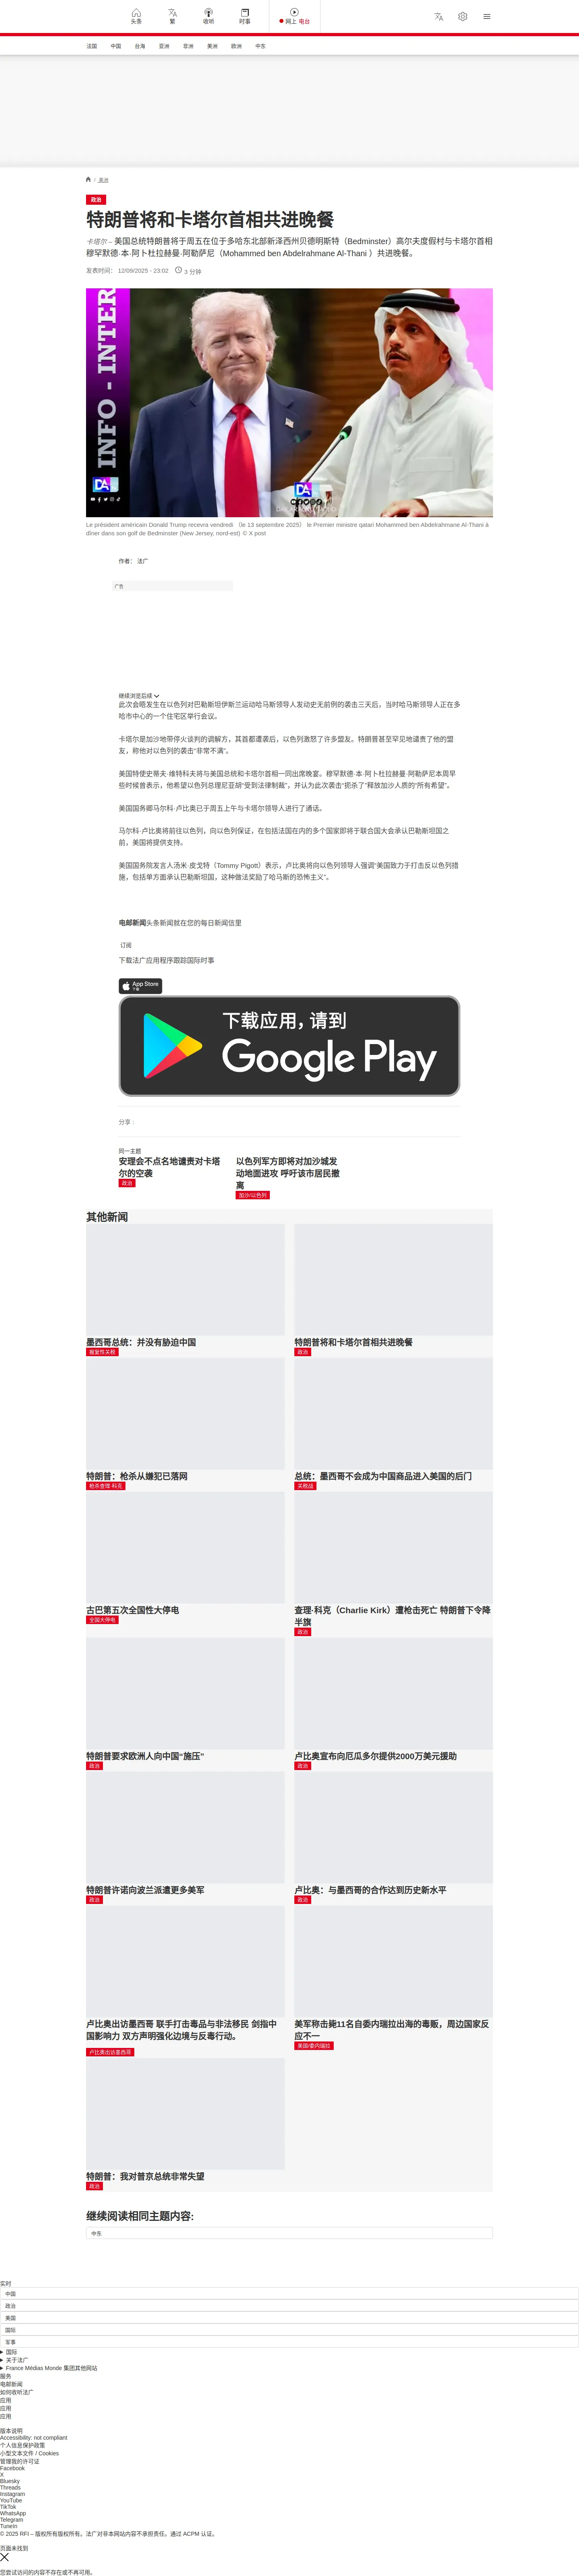 头条
繁
收听
时事
网上 电台
法国 中国 台海 亚洲 非洲 美洲 欧洲 中东
/ 美洲
政治
特朗普将和卡塔尔首相共进晚餐
卡塔尔 – 美国总统特朗普将于周五在位于多哈东北部新泽西州贝德明斯特（Bedminster）高尔夫度假村与卡塔尔首相
穆罕默德·本·阿卜杜拉赫曼·阿勒萨尼（Mohammed ben Abdelrahmane Al-Thani ）共进晚餐。
发表时间： 12/09/2025 - 23:02 3 分钟
INFO - INTER
DA
DA
Le président américain Donald Trump recevra vendredi （le 13 septembre 2025） le Premier ministre qatari Mohammed ben Abdelrahmane Al-Thani à
dîner dans son golf de Bedminster (New Jersey, nord-est) © X post
作者： 法广
广告
继续浏览后续
此次会晤发生在以色列对巴勒斯坦伊斯兰运动哈马斯领导人发动史无前例的袭击三天后，当时哈马斯领导人正在多
哈市中心的一个住宅区举行会议。
卡塔尔是加沙地带停火谈判的调解方，其首都遭袭后，以色列激怒了许多盟友。特朗普甚至罕见地谴责了他的盟
友，称他对以色列的袭击“非常不满”。
美国特使史蒂夫·维特科夫将与美国总统和卡塔尔首相一同出席晚宴。穆罕默德·本·阿卜杜拉赫曼·阿勒萨尼本周早
些时候曾表示，他希望以色列总理尼亚胡“受到法律制裁”，并认为此次袭击“扼杀了”释放加沙人质的“所有希望”。
美国国务卿马尔科·卢比奥已于周五上午与卡塔尔领导人进行了通话。
马尔科·卢比奥将前往以色列，向以色列保证，在包括法国在内的多个国家即将于联合国大会承认巴勒斯坦国之
前，美国将提供支持。
美国国务院发言人汤米·皮戈特（Tommy Pigott）表示，卢比奥将向以色列领导人强调“美国致力于打击反以色列措
施，包括单方面承认巴勒斯坦国，这种做法奖励了哈马斯的恐怖主义”。
电邮新闻头条新闻就在您的每日新闻信里
订阅
下载法广应用程序跟踪国际时事
App Store
下载
下载应用，请到
Google Play
分享 :
同一主题
安理会不点名地谴责对卡塔
尔的空袭
政治
以色列军方即将对加沙城发
动地面进攻 呼吁该市居民撤
离
加沙/以色列
其他新闻
墨西哥总统：并没有胁迫中国
报复性关税
特朗普将和卡塔尔首相共进晚餐
政治
特朗普：枪杀从嫌犯已落网
枪杀查理·科克
总统：墨西哥不会成为中国商品进入美国的后门
关税战
古巴第五次全国性大停电
全国大停电
查理·科克（Charlie Kirk）遭枪击死亡 特朗普下令降
半旗
政治
特朗普要求欧洲人向中国“施压”
政治
卢比奥宣布向厄瓜多尔提供2000万美元援助
政治
特朗普许诺向波兰派遣更多美军
政治
卢比奥：与墨西哥的合作达到历史新水平
政治
卢比奥出访墨西哥 联手打击毒品与非法移民 剑指中
国影响力 双方声明强化边境与反毒行动。
卢比奥出访墨西哥
美军称击毙11名自委内瑞拉出海的毒贩，周边国家反
应不一
美国/委内瑞拉
特朗普：我对普京总统非常失望
政治
继续阅读相同主题内容:
中东
实时
中国
政治
美国
国际
军事
国际
关于法广
France Médias Monde 集团其他网站
服务
电邮新闻
如何收听法广
应用
应用
应用
版本说明
Accessibility: not compliant
个人信息保护政策
小型文本文件 / Cookies
管理我的许可证
Facebook
X
Bluesky
Threads
Instagram
YouTube
TikTok
WhatsApp
Telegram
TuneIn
© 2025 RFI – 版权所有版权所有。法广对非本网站内容不承担责任。通过 ACPM 认证。
页面未找到
您尝试访问的内容不存在或不再可用。